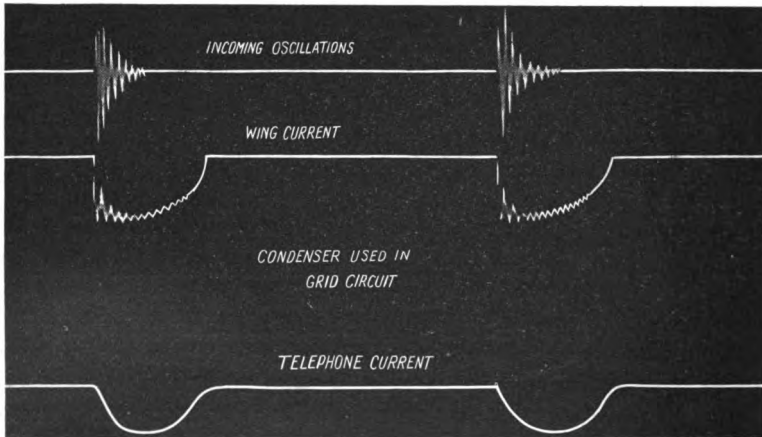 INCOMING OSCILLATIONS
WING CURRENT
CONDENSER USED IN
GRID CIRCUIT
TELEPHONE CURRENT